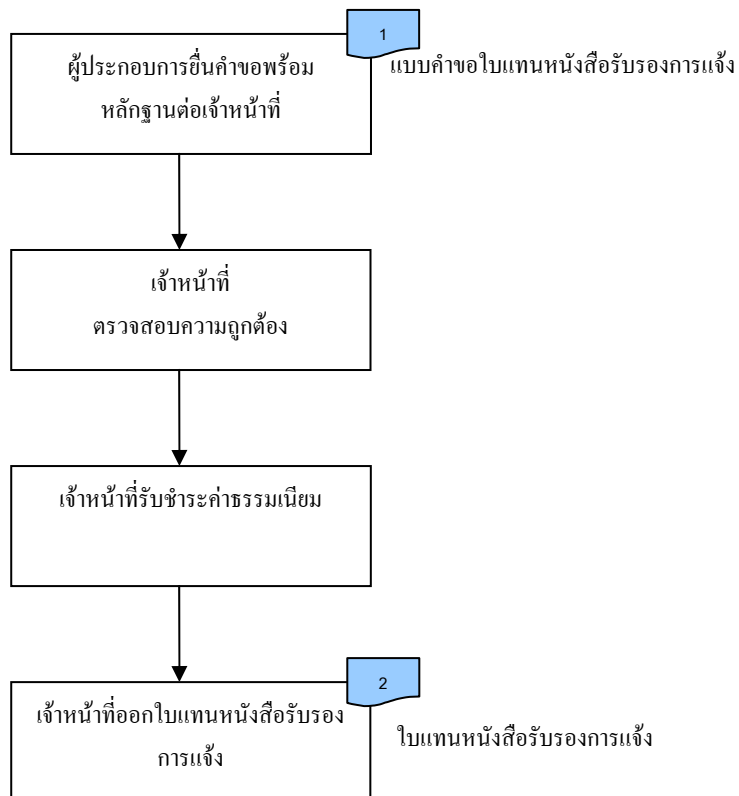 1
ผู้ประกอบการยื่นคำขอพร้อม
หลักฐานต่อเจ้าหน้าที่
แบบคำขอใบแทนหนังสือรับรองการแจ้ง
เจ้าหน้าที่
ตรวจสอบความถูกต้อง
เจ้าหน้าที่รับชำระค่าธรรมเนียม
2
เจ้าหน้าที่ออกใบแทนหนังสือรับรอง
การแจ้ง
ใบแทนหนังสือรับรองการแจ้ง